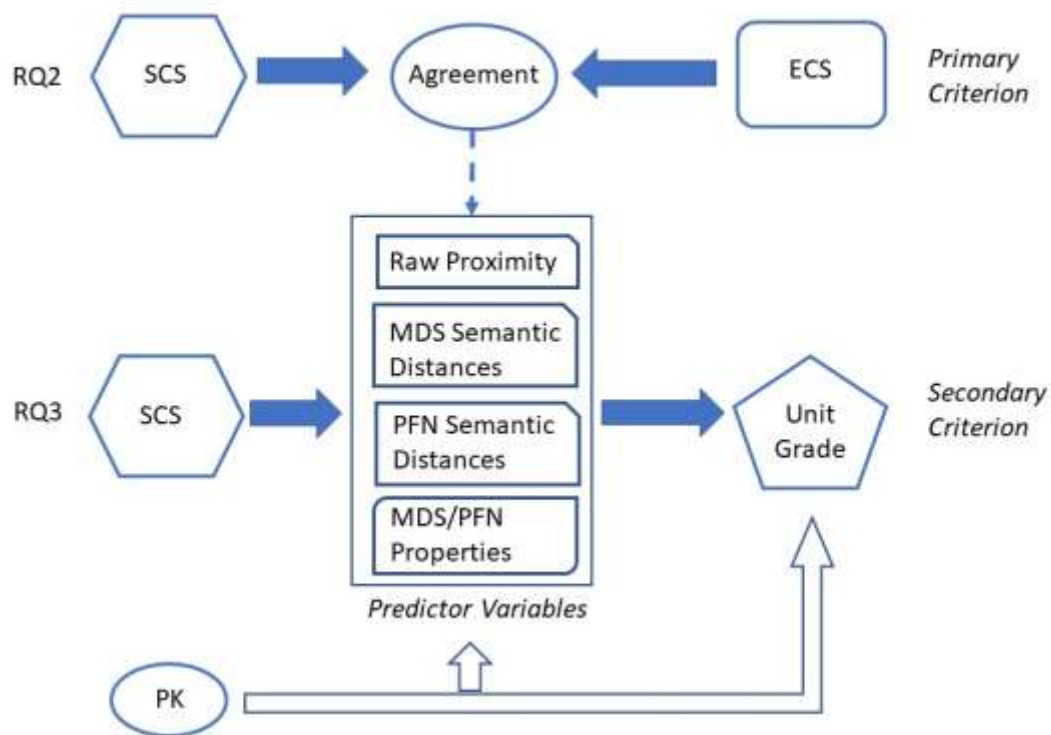 RQ2
SCS
Agreement
ECS
Primary
Criterion
Raw Proximity
MDS Semantic
Distances
RQ3
SCS
PFN Semantic
Distances
Unit
Grade
Secondary
Criterion
MDS/PFN
Properties
Predictor Variables
PK